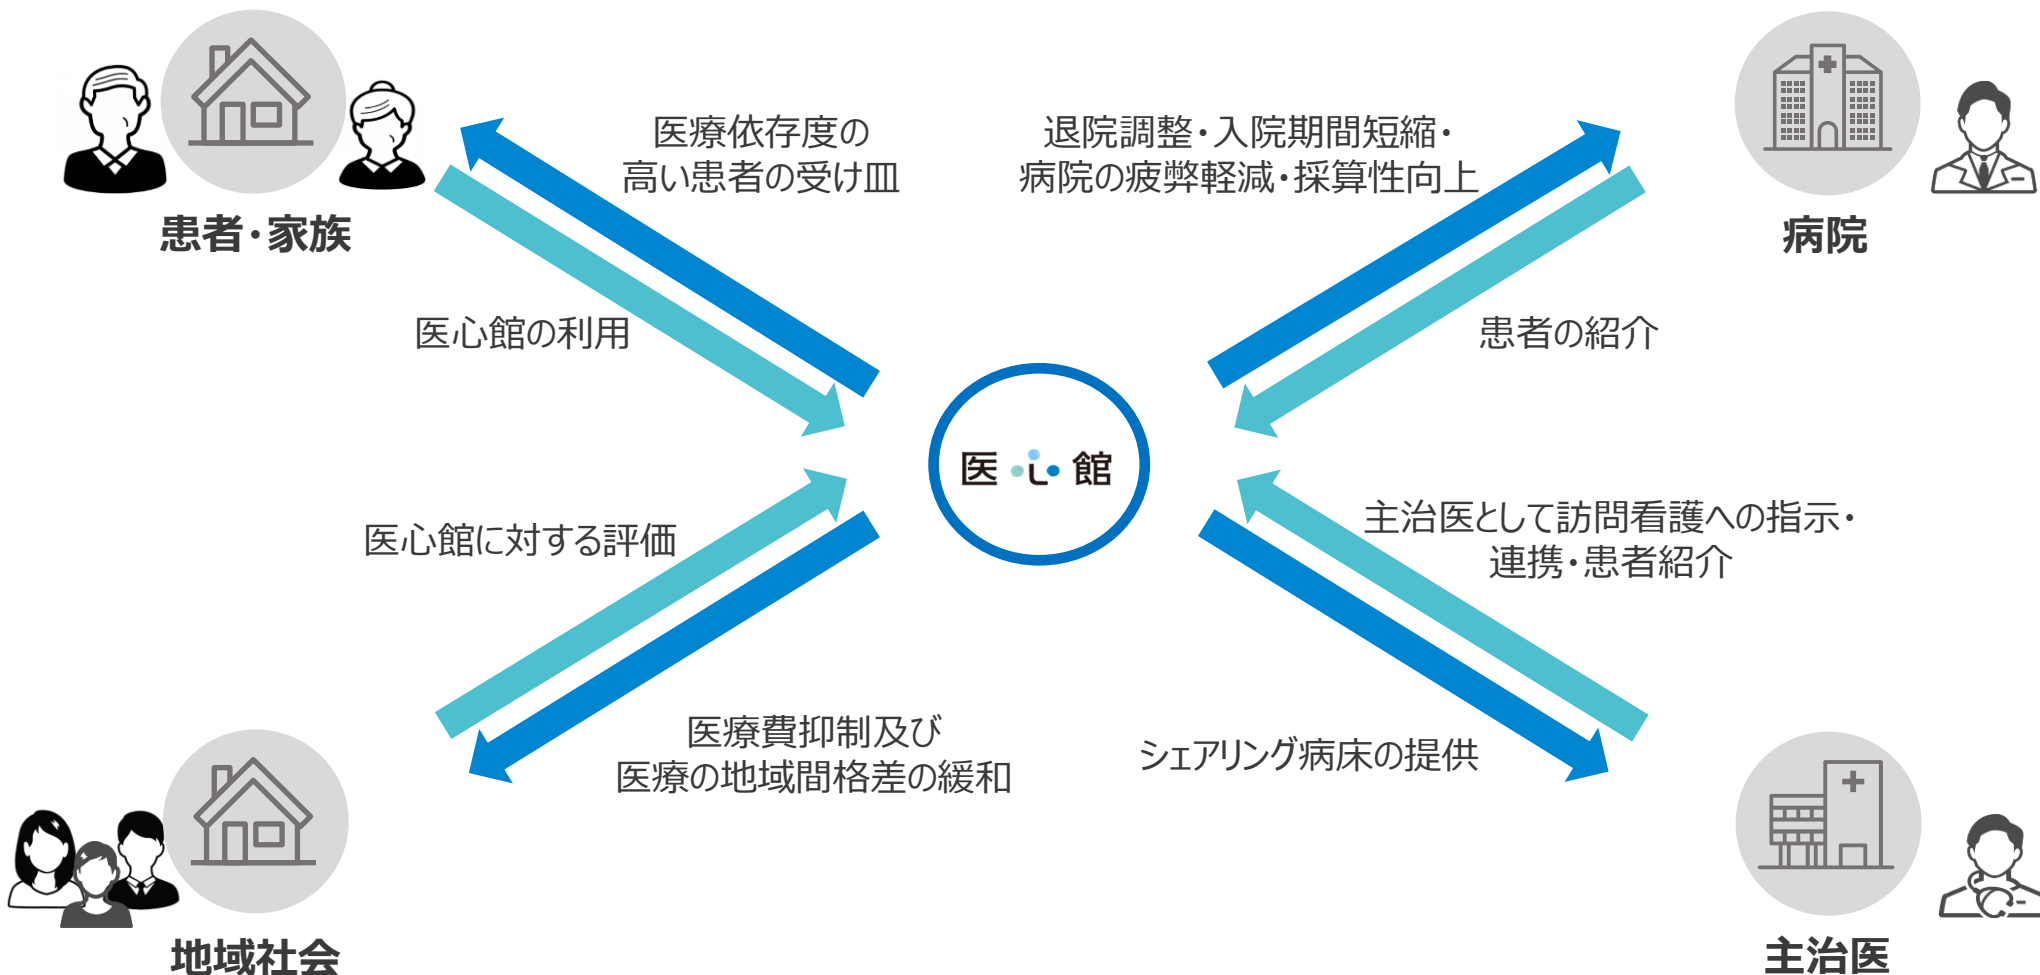 医療依存度の
高い患者の受け皿
退院調整・入院期間短縮・
病院の疲弊軽減・採算性向上
患者・家族
病院
医心館の利用
患者の紹介
医心館
医心館に対する評価
主治医として訪問看護への指示・
連携・患者紹介
医療費抑制及び
医療の地域間格差の緩和
シェアリング病床の提供
地域社会
主治医